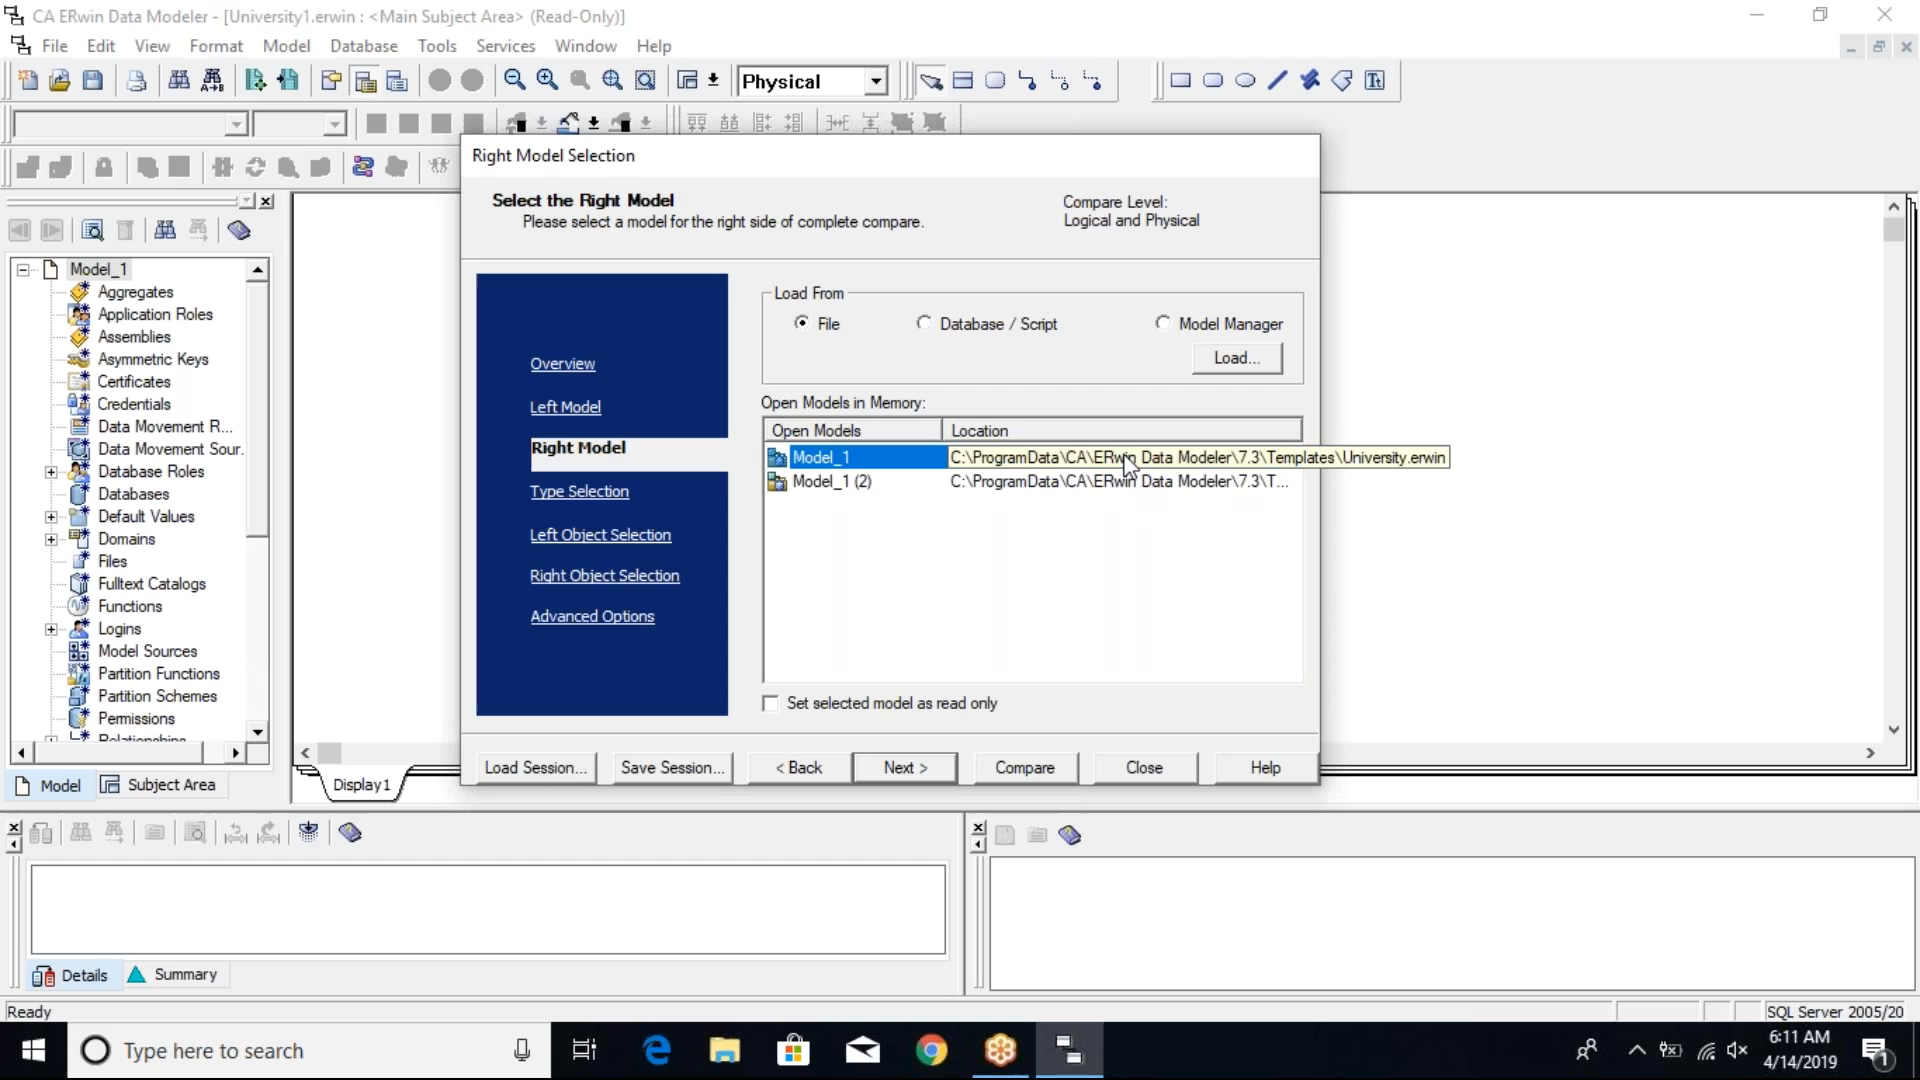 CA ERwin Data Modeler - [University1.erwin : <Main Subject Area> (Read-Only)]
File Edit View Format Model Database Tools Services Window Help
Physical
Right Model Selection
Select the Right Model
Please select a model for the right side of complete compare.
Compare Level:
Logical and Physical
Model_1
Aggregates
Application Roles
Assemblies
Asymmetric Keys
Certificates
Credentials
Data Movement R...
Data Movement Sour.
Database Roles
Databases
Default Values
Domains
Files
Fulltext Catalogs
Functions
Logins
Model Sources
Partition Functions
Partition Schemes
Permissions
Relationships
Model Subject Area
Overview
Left Model
Right Model
Type Selection
Left Object Selection
Right Object Selection
Advanced Options
Load From
File Database / Script Model Manager
Load...
Open Models in Memory:
Open Models Location
Model_1 C:\ProgramData\CA\ERwin Data Modeler\7.3\Templates\University.erwin
Model_1 (2) C:\ProgramData\CA\ERwin Data Modeler\7.3\T...
Set selected model as read only
Load Session... Save Session... < Back Next > Compare Close Help
Display1
Details Summary
Ready
SQL Server 2005/20
Type here to search
6:11 AM
4/14/2019
1